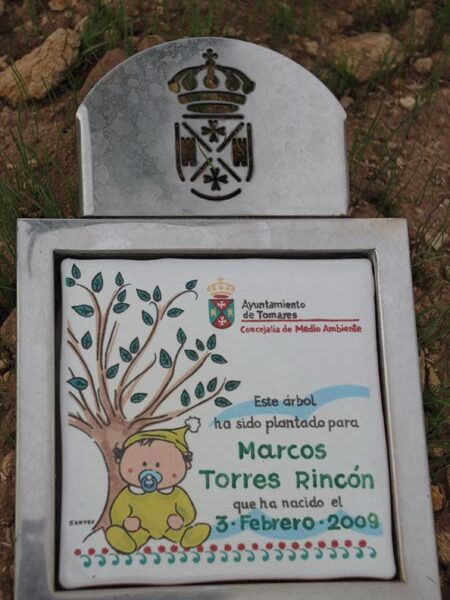 Ayuntamiento
de Tomares
Concejalia de Medio Ambiente
Este árbol
ha sido plantado para
Marcos
Torres Rincón
que ha nacido el
3·Febrero·2009